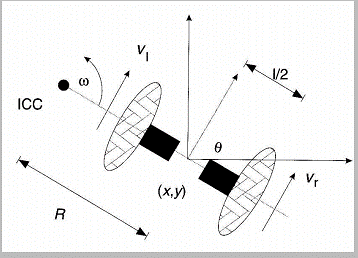 v_l
l/2
ω
ICC
θ
(x,y)
v_r
R